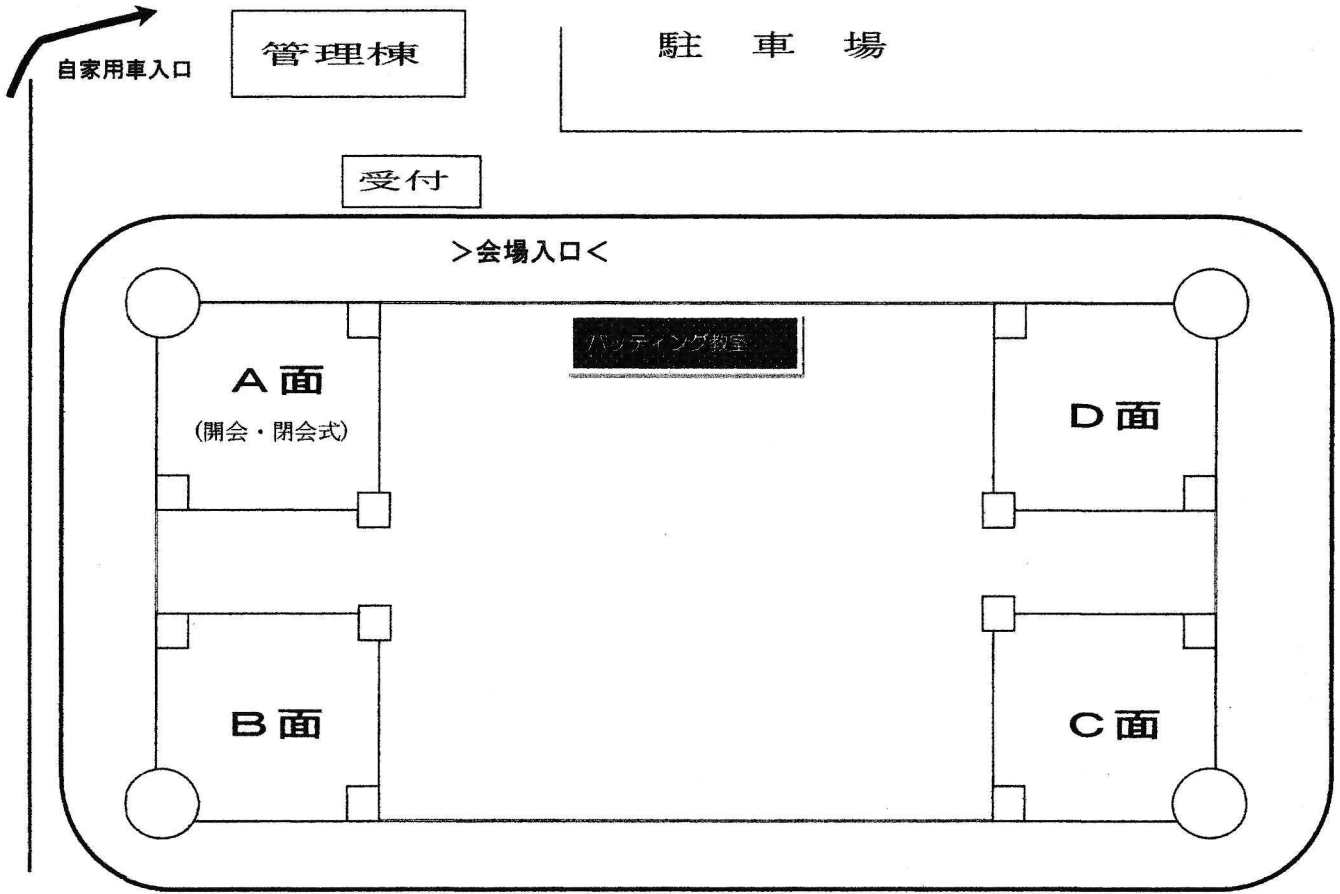 自家用車入口
管理棟
駐車場
受付
>会場入口<
バッティング教室
A面
(開会・閉会式)
D面
B面
C面